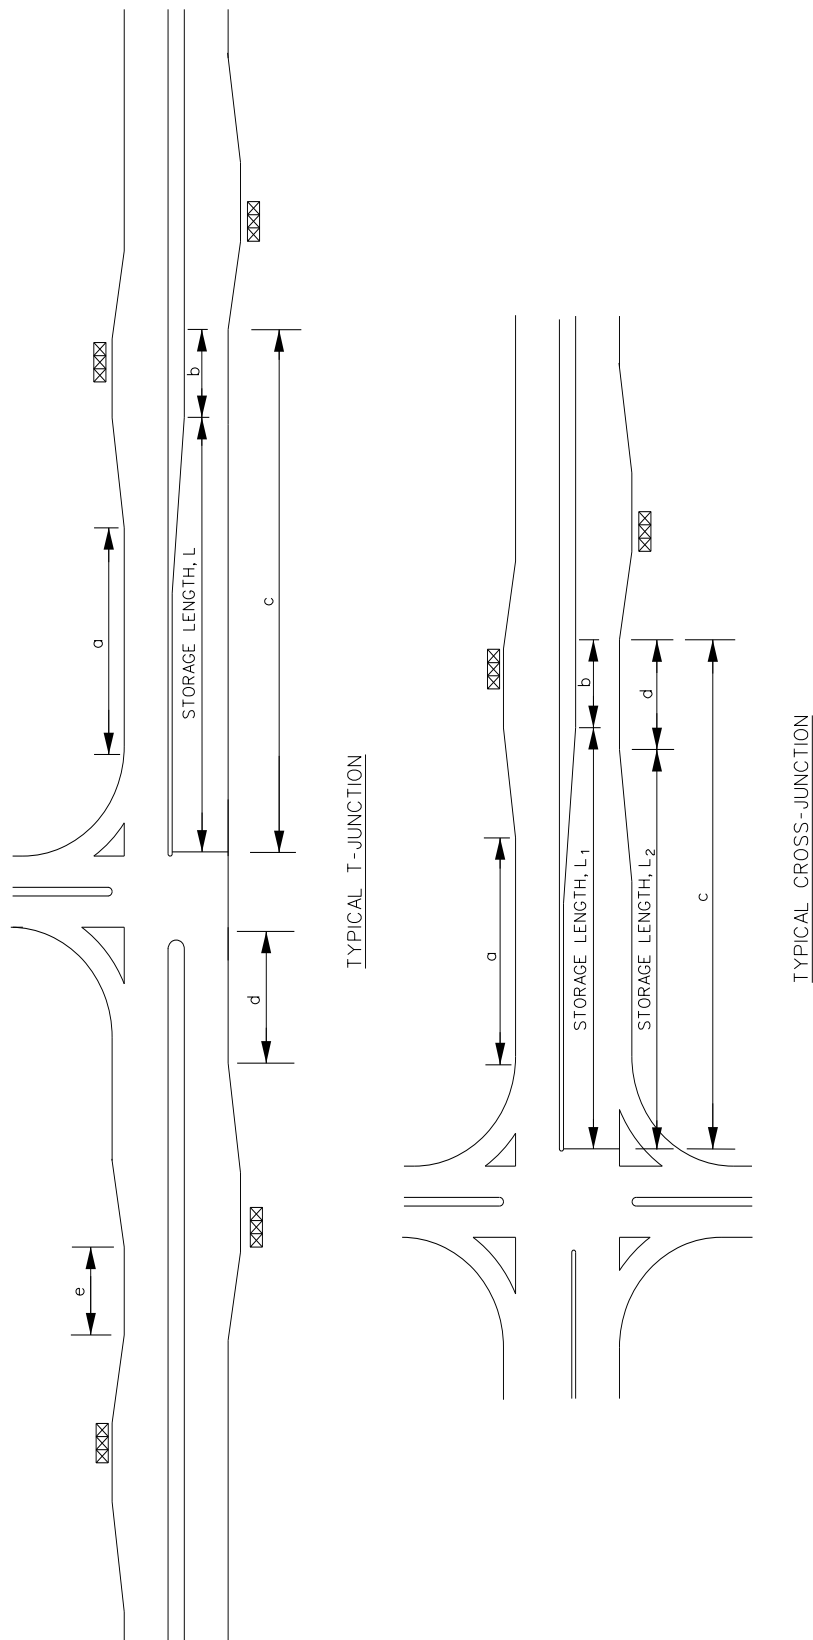 a
STORAGE LENGTH, L
b
c
d
e
TYPICAL T-JUNCTION
a
STORAGE LENGTH, L₁
b
STORAGE LENGTH, L₂
d
c
TYPICAL CROSS-JUNCTION